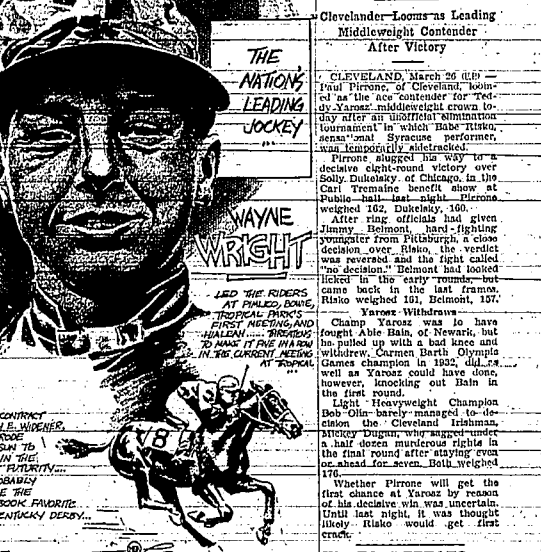 THE
NATION'S
LEADING
JOCKEY
WAYNE
WRIGHT
LED THE RIDERS
AT PIMLICO, BOWIE,
TROPICAL PARK'S
FIRST MEETING, AND
HIALEAH..... THREATENS
TO MAKE IT FIVE IN A ROW
IN THE CURRENT MEETING
AT TROPICAL
...
CONTRACT
E. WIDENER,
RODE
SUN TO
IN THE
FUTURITY....
THE
BOOK FAVORITE
KENTUCKY DERBY...
8
Clevelander Looms as Leading
Middleweight Contender
After Victory
CLEVELAND, March 26 (UP) —
Paul Pirrone, of Cleveland, loom-
ed as the ace contender for Ted-
dy Yarosz' middleweight crown to-
day after an unofficial elimination
tournament in which Babe Risko,
sensational Syracuse performer,
was temporarily sidetracked.
Pirrone slugged his way to a
decisive eight-round victory over
Solly Dukelsky, of Chicago, in the
Carl Tremaine benefit show at
Public hall last night. Pirrone
weighed 162, Dukelsky, 160.
After ring officials had given
Jimmy Belmont, hard-fighting
youngster from Pittsburgh, a close
decision over Risko, the verdict
was reversed and the fight called
"no decision." Belmont had looked
licked in the early rounds, but
came back in the last frames.
Risko weighed 161, Belmont, 157.
Yarosz Withdraws
Champ Yarosz was to have
fought Able Bain, of Newark, but
he pulled up with a bad knee and
withdrew. Carmen Barth Olympic
Games champion in 1932, did as
well as Yarosz could have done,
however, knocking out Bain in
the first round.
Light Heavyweight Champion
Bob Olin barely managed to de-
cision the Cleveland Irishman,
Mickey Dugan, who sagged under
a half dozen murderous rights in
the final round after staying even
or ahead for seven. Both weighed
176.
Whether Pirrone will get the
first chance at Yarosz by reason
of his decisive win was uncertain.
Until last night, it was thought
likely Risko would get first
crack.